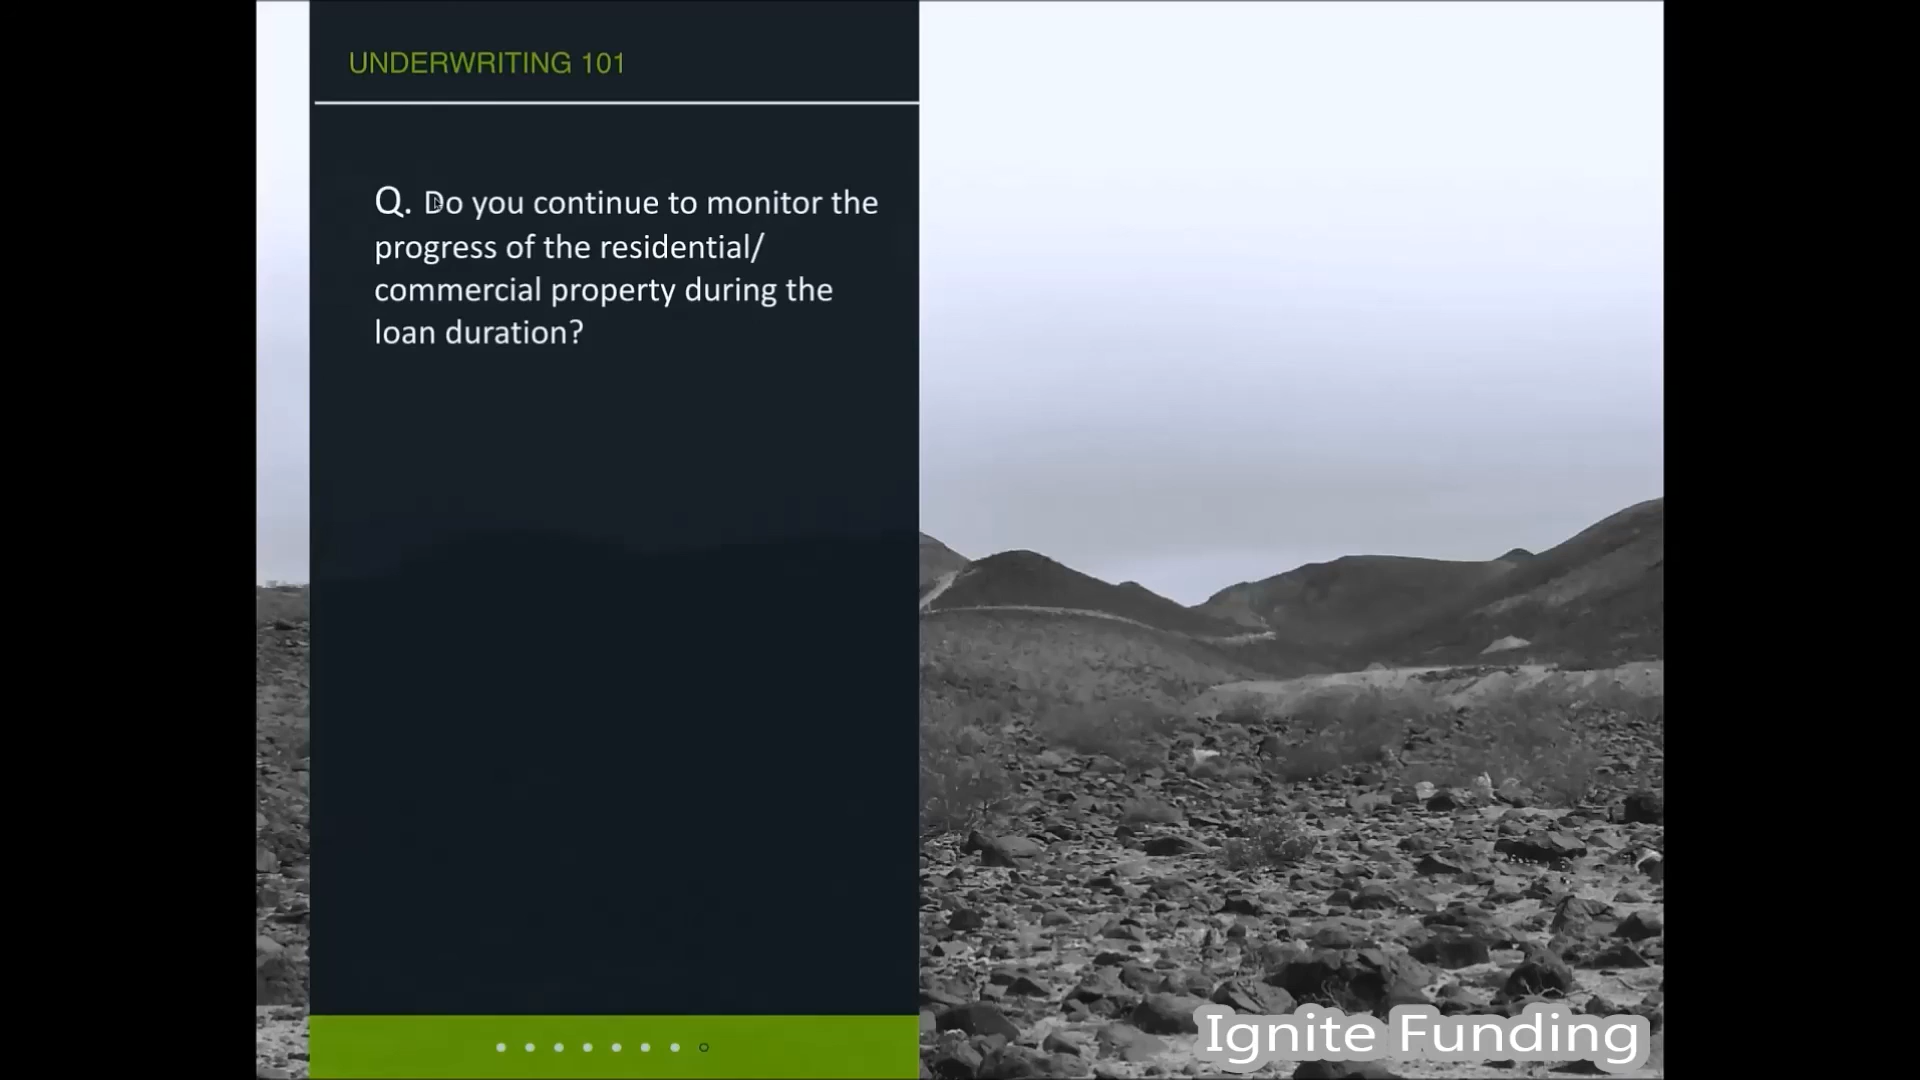 UNDERWRITING 101
Q. Do you continue to monitor the
progress of the residential/
commercial property during the
loan duration?
Ignite Funding